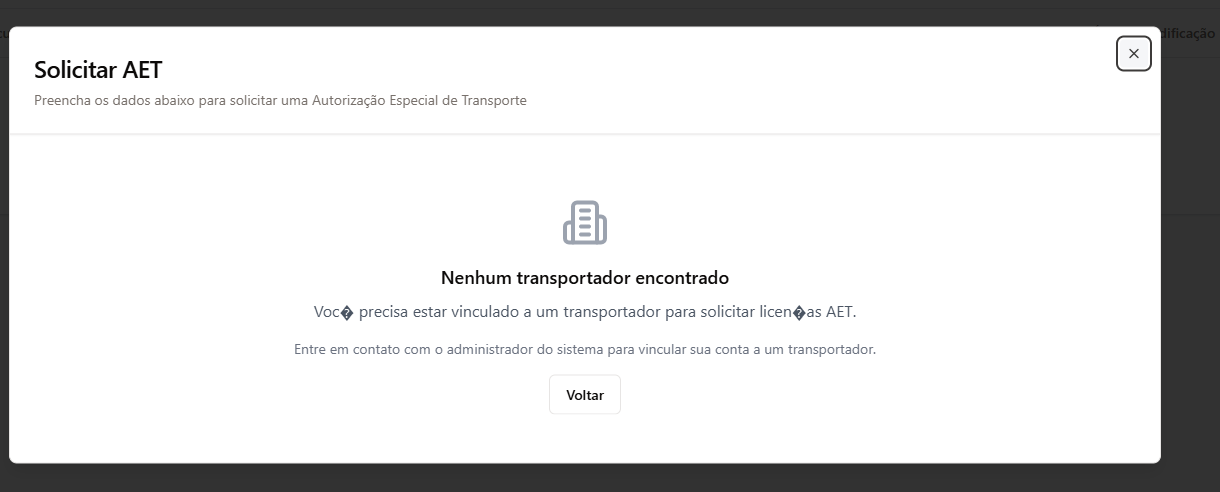 dificação
Solicitar AET
Preencha os dados abaixo para solicitar uma Autorização Especial de Transporte
Nenhum transportador encontrado
Voc� precisa estar vinculado a um transportador para solicitar licen�as AET.
Entre em contato com o administrador do sistema para vincular sua conta a um transportador.
Voltar